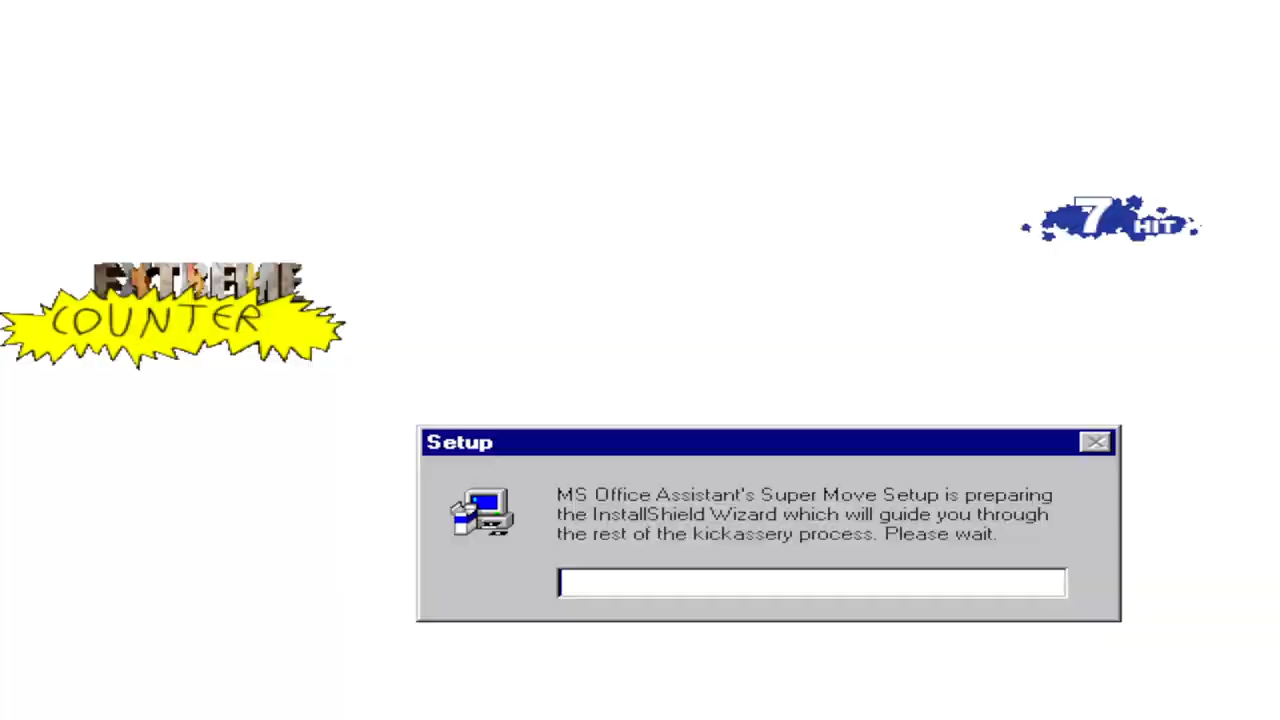 7 HIT
EXTREME
COUNTER
Setup
MS Office Assistant's Super Move Setup is preparing
the InstallShield Wizard which will guide you through
the rest of the kickassery process. Please wait.